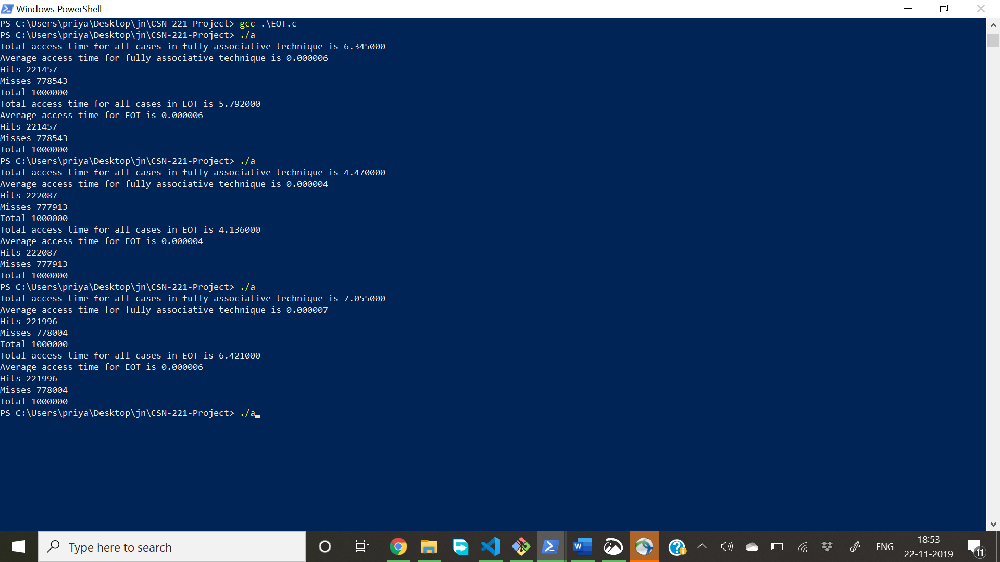 Windows PowerShell
PS C:\Users\priya\Desktop\jn\CSN-221-Project> gcc .\EOT.c
PS C:\Users\priya\Desktop\jn\CSN-221-Project> ./a
Total access time for all cases in fully associative technique is 6.345000
Average access time for fully associative technique is 0.000006
Hits 221457
Misses 778543
Total 1000000
Total access time for all cases in EOT is 5.792000
Average access time for EOT is 0.000006
Hits 221457
Misses 778543
Total 1000000
PS C:\Users\priya\Desktop\jn\CSN-221-Project> ./a
Total access time for all cases in fully associative technique is 4.470000
Average access time for fully associative technique is 0.000004
Hits 222087
Misses 777913
Total 1000000
Total access time for all cases in EOT is 4.136000
Average access time for EOT is 0.000004
Hits 222087
Misses 777913
Total 1000000
PS C:\Users\priya\Desktop\jn\CSN-221-Project> ./a
Total access time for all cases in fully associative technique is 7.055000
Average access time for fully associative technique is 0.000007
Hits 221996
Misses 778004
Total 1000000
Total access time for all cases in EOT is 6.421000
Average access time for EOT is 0.000006
Hits 221996
Misses 778004
Total 1000000
PS C:\Users\priya\Desktop\jn\CSN-221-Project> ./a
Type here to search
ENG
18:53
22-11-2019
11